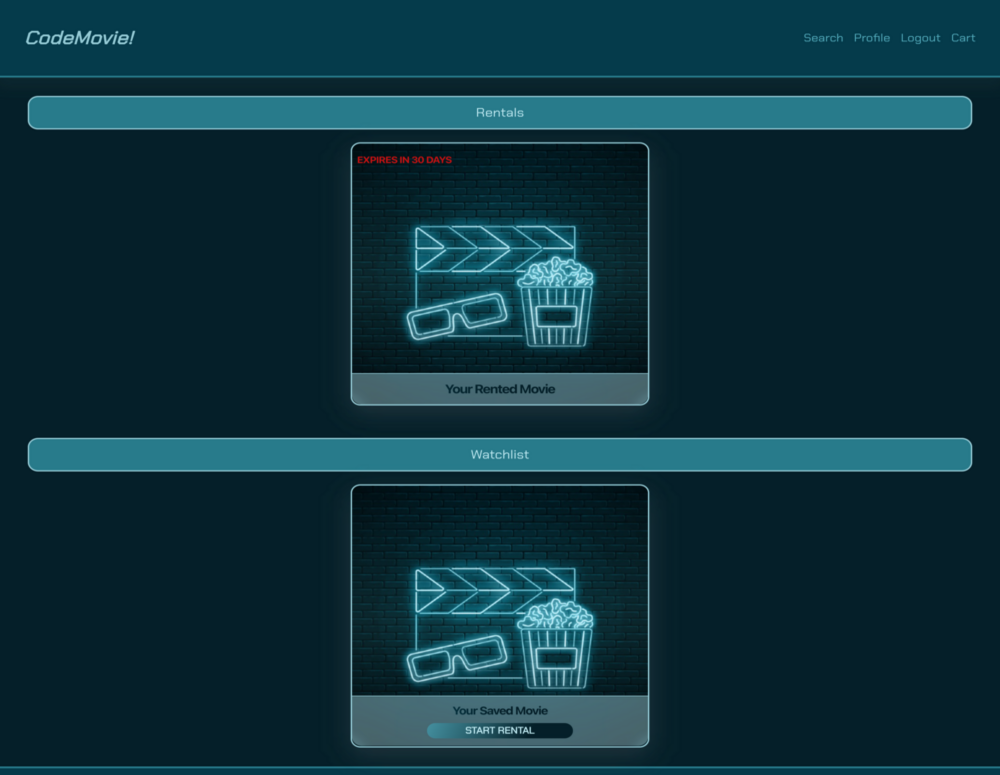 CodeMovie!
Search Profile Logout Cart
Rentals
EXPIRES IN 30 DAYS
Your Rented Movie
Watchlist
Your Saved Movie
START RENTAL